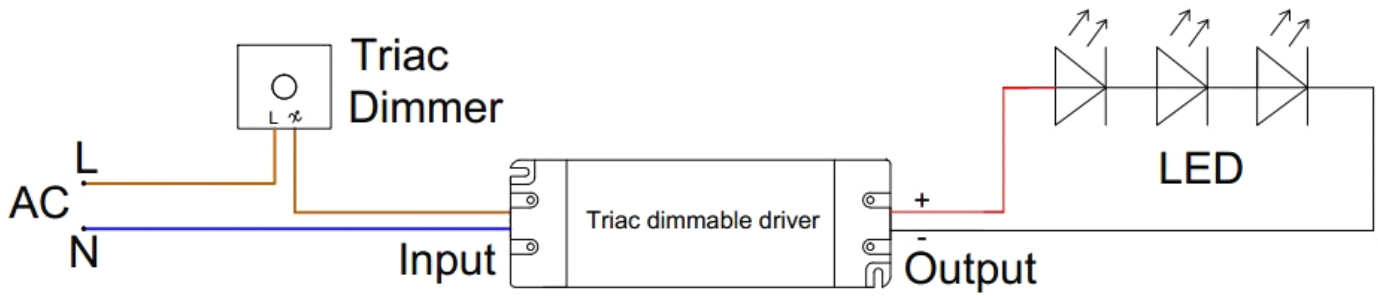 Triac
Dimmer
L
L
AC
N
Input
Triac dimmable driver
+
-
Output
LED